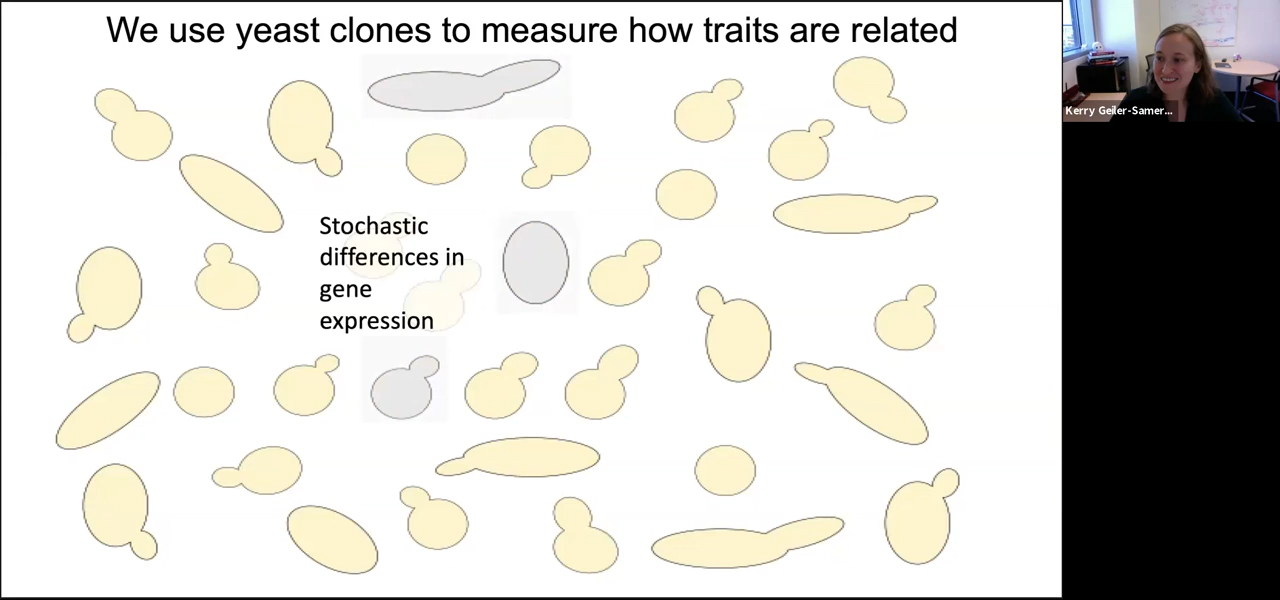 We use yeast clones to measure how traits are related
Kerry Geiler-Samer...
Stochastic
differences in
gene
expression